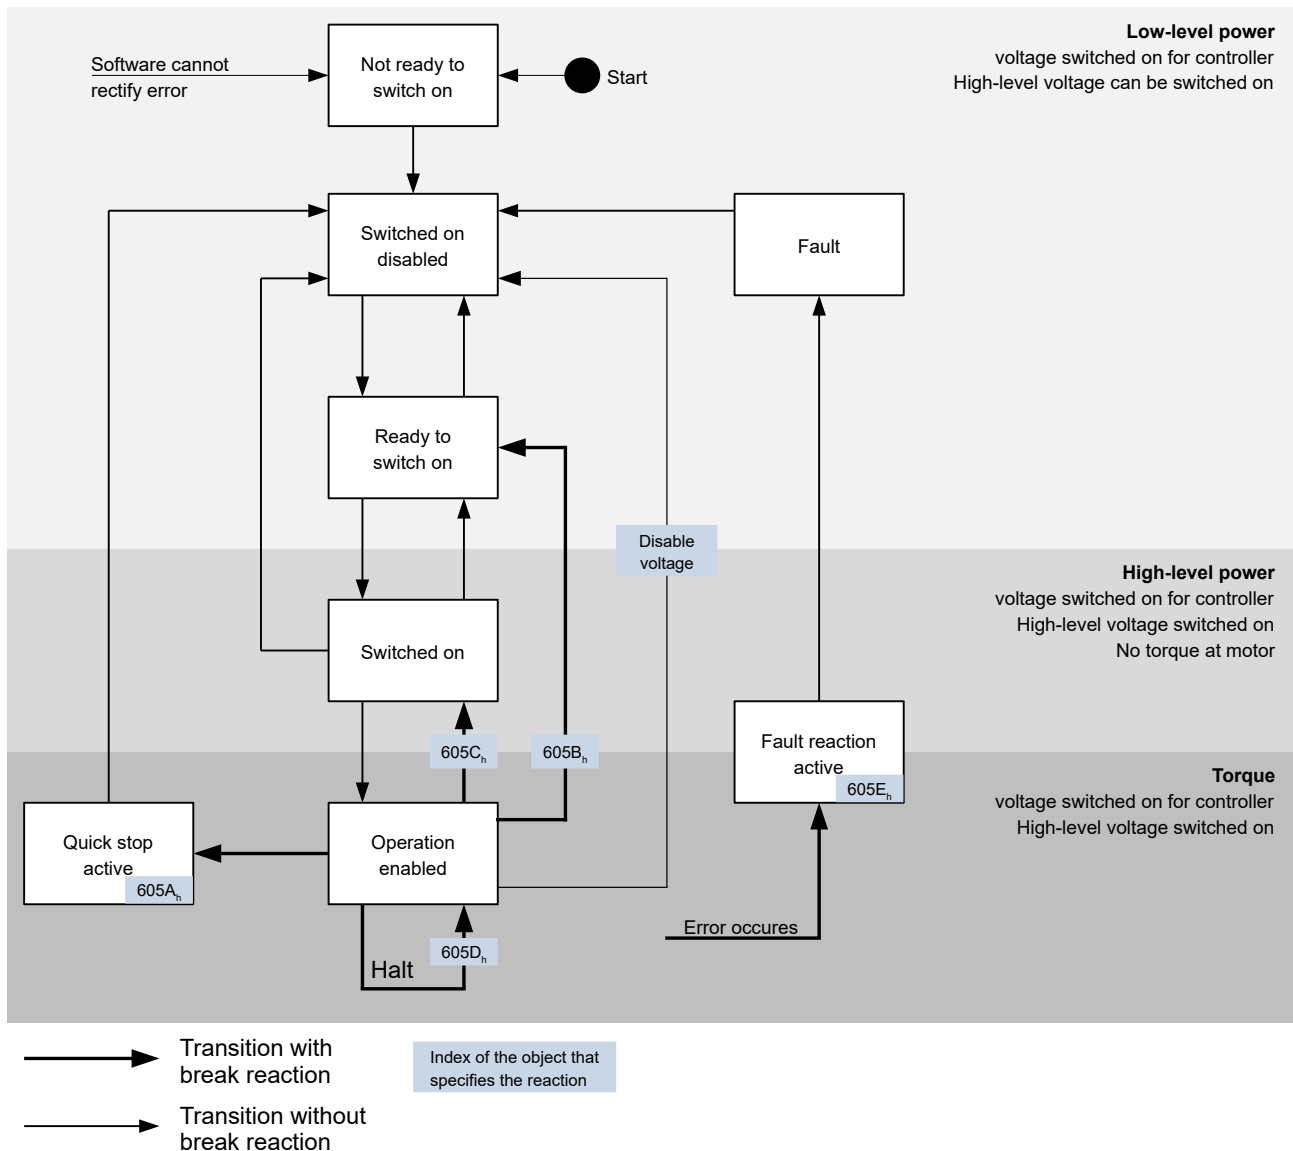 Low-level power
voltage switched on for controller
High-level voltage can be switched on
Software cannot
rectify error
Not ready to
switch on
Start
Switched on
disabled
Fault
Ready to
switch on
Disable
voltage
High-level power
voltage switched on for controller
High-level voltage switched on
No torque at motor
Switched on
605Ch
605Bh
Fault reaction
active
605Eh
Torque
voltage switched on for controller
High-level voltage switched on
Quick stop
active
605Ah
Operation
enabled
Error occures
Halt
605Dh
Transition with
break reaction
Index of the object that
specifies the reaction
Transition without
break reaction